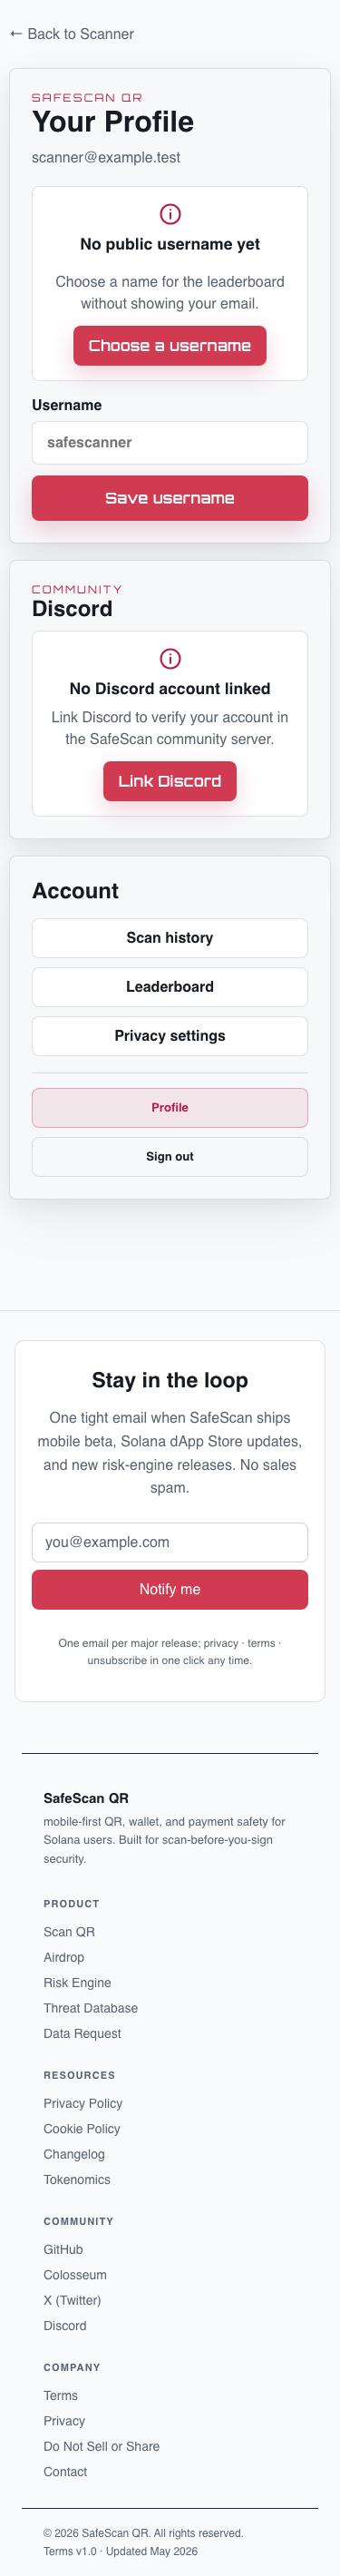 ← Back to Scanner
SAFESCAN QR
Your Profile
scanner@example.test
No public username yet
Choose a name for the leaderboard
without showing your email.
Choose a username
Username
safescanner
Save username
COMMUNITY
Discord
No Discord account linked
Link Discord to verify your account in
the SafeScan community server.
Link Discord
Account
Scan history
Leaderboard
Privacy settings
Profile
Sign out
Stay in the loop
One tight email when SafeScan ships
mobile beta, Solana dApp Store updates,
and new risk-engine releases. No sales
spam.
you@example.com
Notify me
One email per major release; privacy · terms ·
unsubscribe in one click any time.
SafeScan QR
mobile-first QR, wallet, and payment safety for
Solana users. Built for scan-before-you-sign
security.
PRODUCT
Scan QR
Airdrop
Risk Engine
Threat Database
Data Request
RESOURCES
Privacy Policy
Cookie Policy
Changelog
Tokenomics
COMMUNITY
GitHub
Colosseum
X (Twitter)
Discord
COMPANY
Terms
Privacy
Do Not Sell or Share
Contact
© 2026 SafeScan QR. All rights reserved.
Terms v1.0 · Updated May 2026